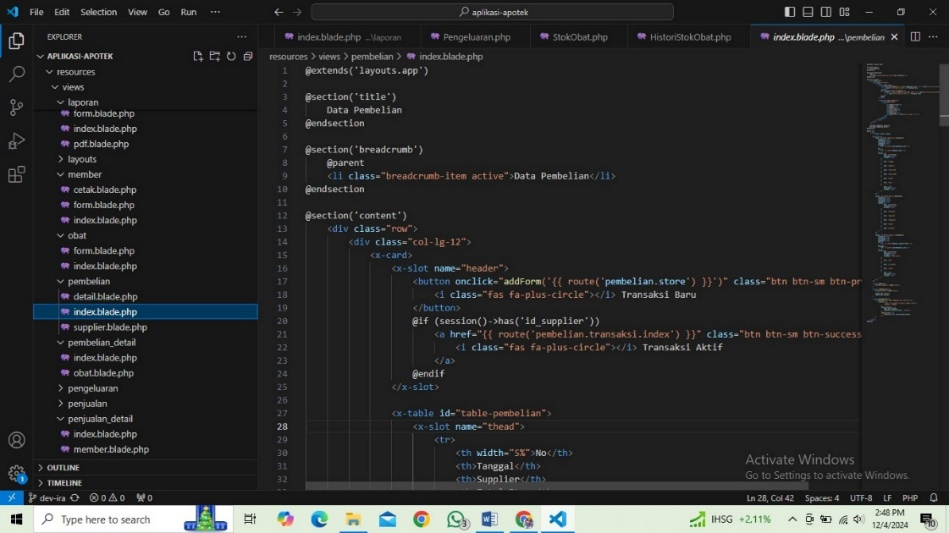 File Edit Selection View Go Run ··· aplikasi-apotek
EXPLORER ···
index.blade.php ...\laporan Pengeluaran.php StokObat.php HistoriStokObat.php index.blade.php ...\pembelian
resources > views > pembelian > index.blade.php
APLIKASI-APOTEK
resources
views
laporan
form.blade.php
index.blade.php
pdf.blade.php
layouts
member
cetak.blade.php
form.blade.php
index.blade.php
obat
form.blade.php
index.blade.php
pembelian
detail.blade.php
index.blade.php
supplier.blade.php
pembelian_detail
index.blade.php
obat.blade.php
pengeluaran
penjualan
penjualan_detail
index.blade.php
member.blade.php
OUTLINE
TIMELINE
1 @extends('layouts.app')
2
3 @section('title')
4 Data Pembelian
5 @endsection
6
7 @section('breadcrumb')
8 @parent
9 <li class="breadcrumb-item active">Data Pembelian</li>
10 @endsection
11
12 @section('content')
13 <div class="row">
14 <div class="col-lg-12">
15 <x-card>
16 <x-slot name="header">
17 <button onclick="addForm('{{ route('pembelian.store') }}')" class="btn btn-sm btn-pr
18 <i class="fas fa-plus-circle"></i> Transaksi Baru
19 </button>
20 @if (session()->has('id_supplier'))
21 <a href="{{ route('pembelian.transaksi.index') }}" class="btn btn-sm btn-success
22 <i class="fas fa-plus-circle"></i> Transaksi Aktif
23 </a>
24 @endif
25 </x-slot>
26
27 <x-table id="table-pembelian">
28 <x-slot name="thead">
29 <tr>
30 <th width="5%">No</th>
31 <th>Tanggal</th>
32 <th>Supplier</th>
Activate Windows
Go to Settings to activate Windows.
dev-ira 0 0 0 Ln 28, Col 42 Spaces: 4 UTF-8 LF PHP
Type here to search IHSG +2,11% 2:48 PM
12/4/2024